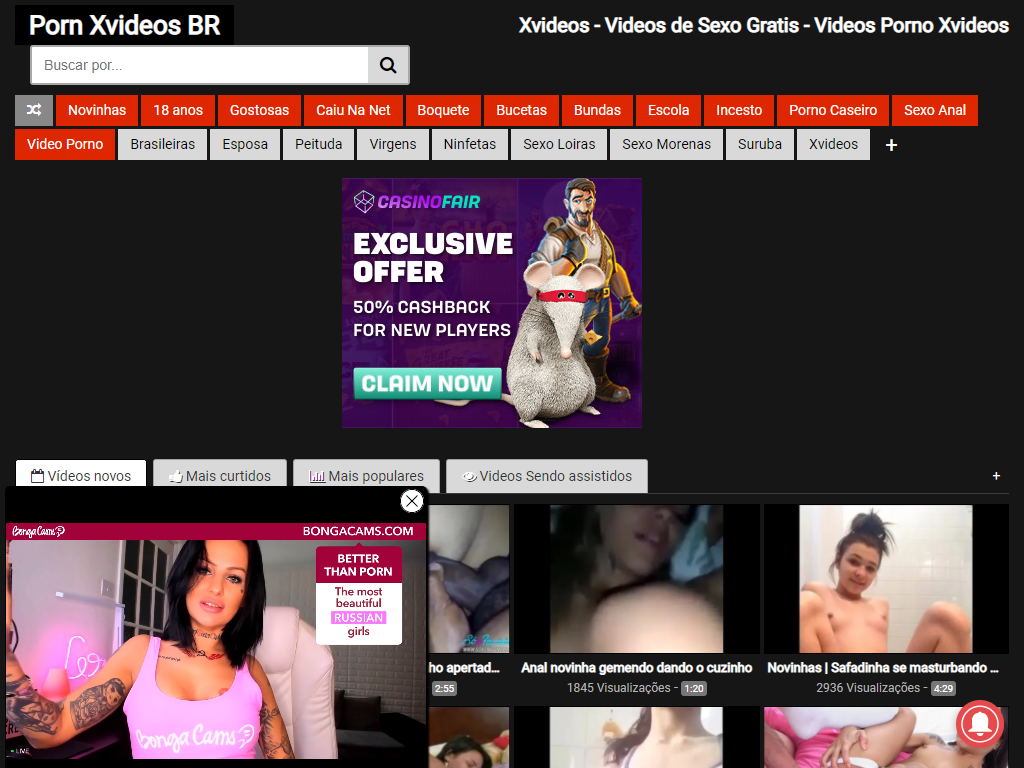 Porn Xvideos BR
Xvideos - Videos de Sexo Gratis - Videos Porno Xvideos
Buscar por...
Novinhas 18 anos Gostosas Caiu Na Net Boquete Bucetas Bundas Escola Incesto Porno Caseiro Sexo Anal
Video Porno Brasileiras Esposa Peituda Virgens Ninfetas Sexo Loiras Sexo Morenas Suruba Xvideos +
CASINOFAIR
EXCLUSIVE
OFFER
50% CASHBACK
FOR NEW PLAYERS
CLAIM NOW
Vídeos novos Mais curtidos Mais populares Videos Sendo assistidos +
BongaCams
BONGACAMS.COM
BETTER
THAN PORN
The most
beautiful
RUSSIAN
girls
BongaCams
LIVE
ho apertad...
2:55
Anal novinha gemendo dando o cuzinho
1845 Visualizações - 1:20
Novinhas | Safadinha se masturbando ...
2936 Visualizações - 4:29